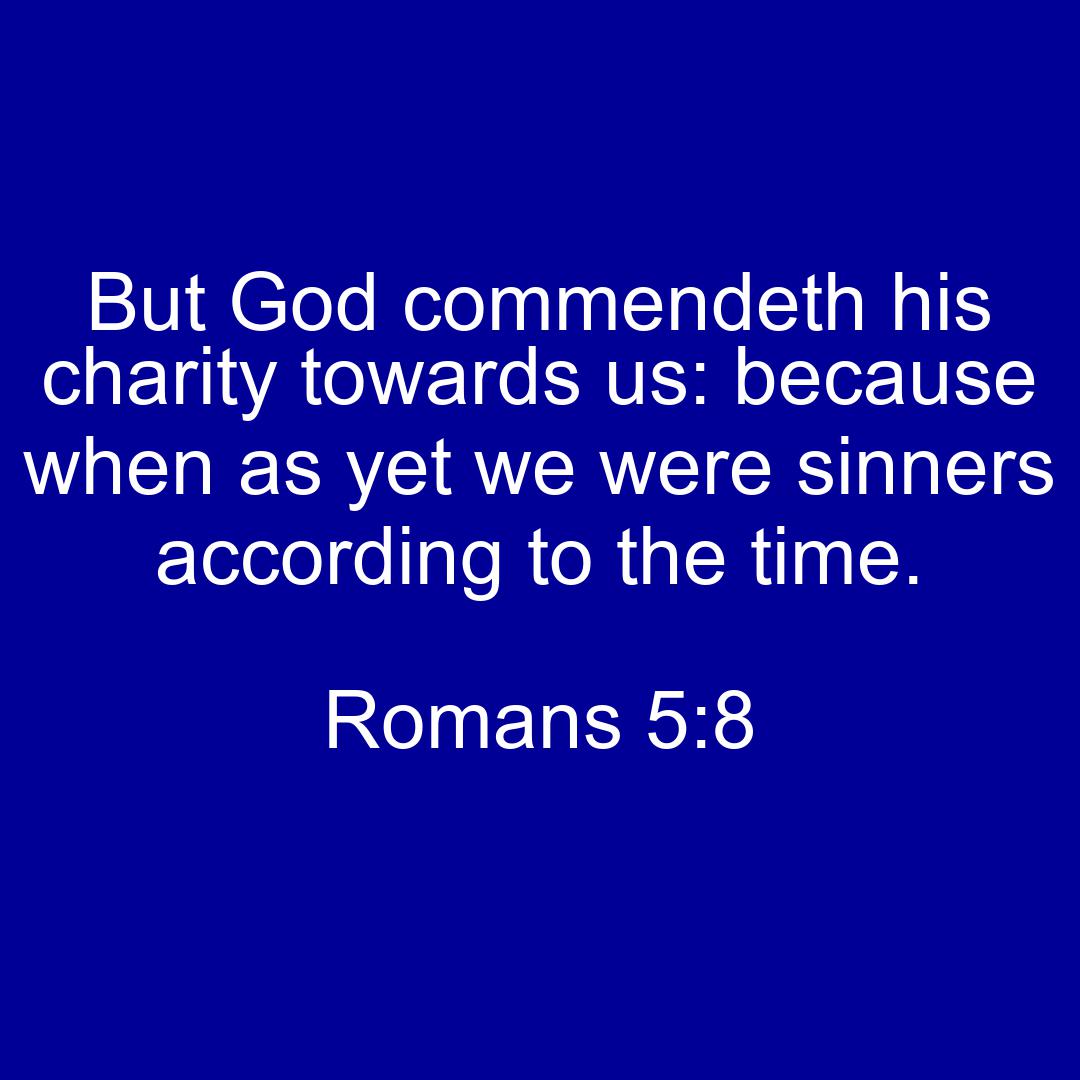 But God commendeth his
charity towards us: because
when as yet we were sinners
according to the time.
Romans 5:8